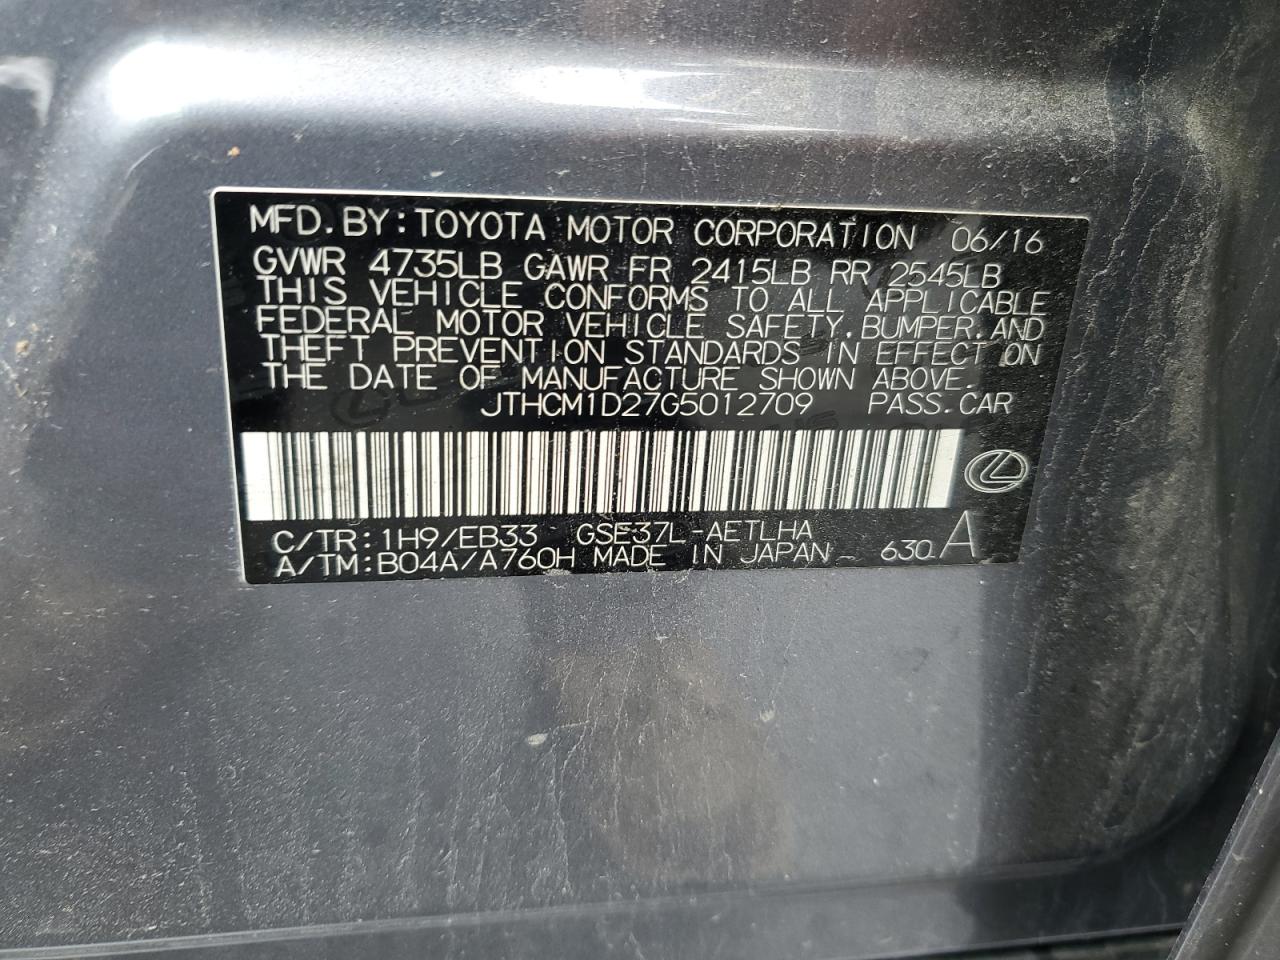 MFD. BY: TOYOTA MOTOR CORPORATION 06/16
GVWR 4735LB GAWR FR 2415LB RR 2545LB
THIS VEHICLE CONFORMS TO ALL APPLICABLE
FEDERAL MOTOR VEHICLE SAFETY, BUMPER, AND
THEFT PREVENTION STANDARDS IN EFFECT ON
THE DATE OF MANUFACTURE SHOWN ABOVE.
JTHCM1D27G5012709 PASS.CAR
C/TR: 1H9/EB33 GSE37L-AETLHA
A/TM: B04A/A760H MADE IN JAPAN 630 A